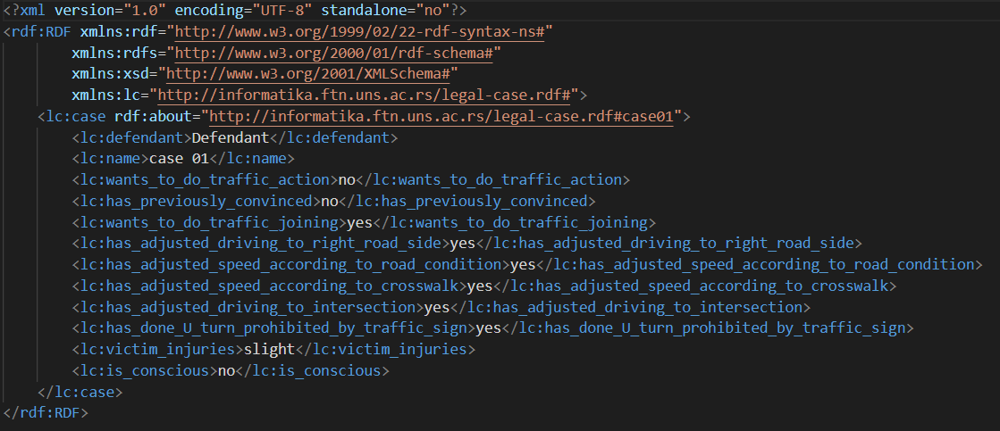 <?xml version="1.0" encoding="UTF-8" standalone="no"?>
<rdf:RDF xmlns:rdf="http://www.w3.org/1999/02/22-rdf-syntax-ns#"
xmlns:rdfs="http://www.w3.org/2000/01/rdf-schema#"
xmlns:xsd="http://www.w3.org/2001/XMLSchema#"
xmlns:lc="http://informatika.ftn.uns.ac.rs/legal-case.rdf#">
<lc:case rdf:about="http://informatika.ftn.uns.ac.rs/legal-case.rdf#case01">
<lc:defendant>Defendant</lc:defendant>
<lc:name>case 01</lc:name>
<lc:wants_to_do_traffic_action>no</lc:wants_to_do_traffic_action>
<lc:has_previously_convinced>no</lc:has_previously_convinced>
<lc:wants_to_do_traffic_joining>yes</lc:wants_to_do_traffic_joining>
<lc:has_adjusted_driving_to_right_road_side>yes</lc:has_adjusted_driving_to_right_road_side>
<lc:has_adjusted_speed_according_to_road_condition>yes</lc:has_adjusted_speed_according_to_road_condition>
<lc:has_adjusted_speed_according_to_crosswalk>yes</lc:has_adjusted_speed_according_to_crosswalk>
<lc:has_adjusted_driving_to_intersection>yes</lc:has_adjusted_driving_to_intersection>
<lc:has_done_U_turn_prohibited_by_traffic_sign>yes</lc:has_done_U_turn_prohibited_by_traffic_sign>
<lc:victim_injuries>slight</lc:victim_injuries>
<lc:is_conscious>no</lc:is_conscious>
</lc:case>
</rdf:RDF>